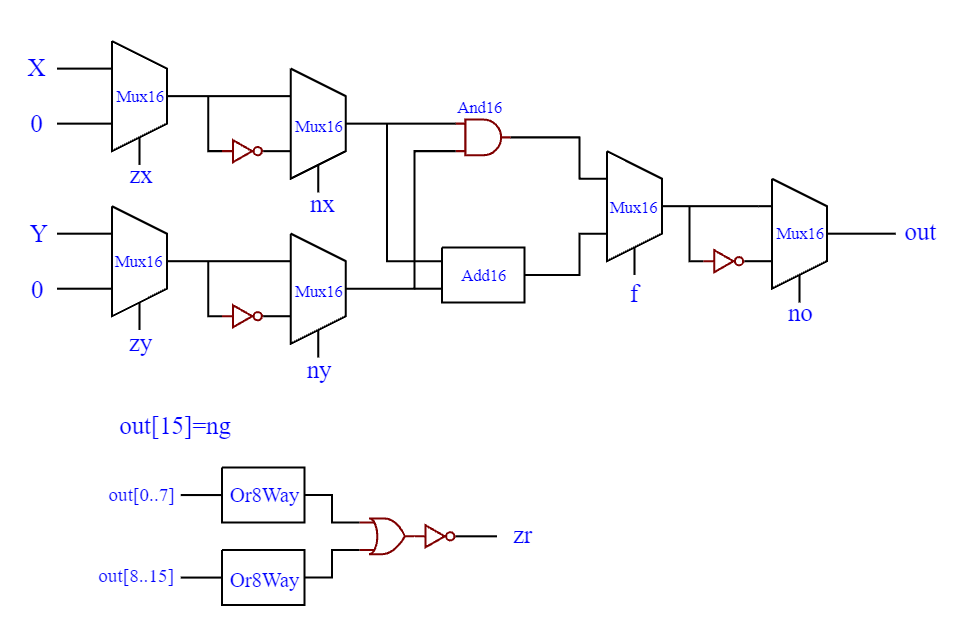 X
0
Mux16
zx
Mux16
nx
Y
0
Mux16
zy
Mux16
ny
And16
Add16
Mux16
f
Mux16
no
out
out[15]=ng
out[0..7]
Or8Way
out[8..15]
Or8Way
zr